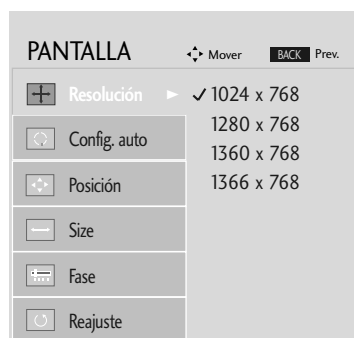 PANTALLA Mover BACK Prev.
Resolución ► ✓ 1024 x 768
1280 x 768
Config. auto
1360 x 768
Posición 1366 x 768
Size
Fase
Reajuste